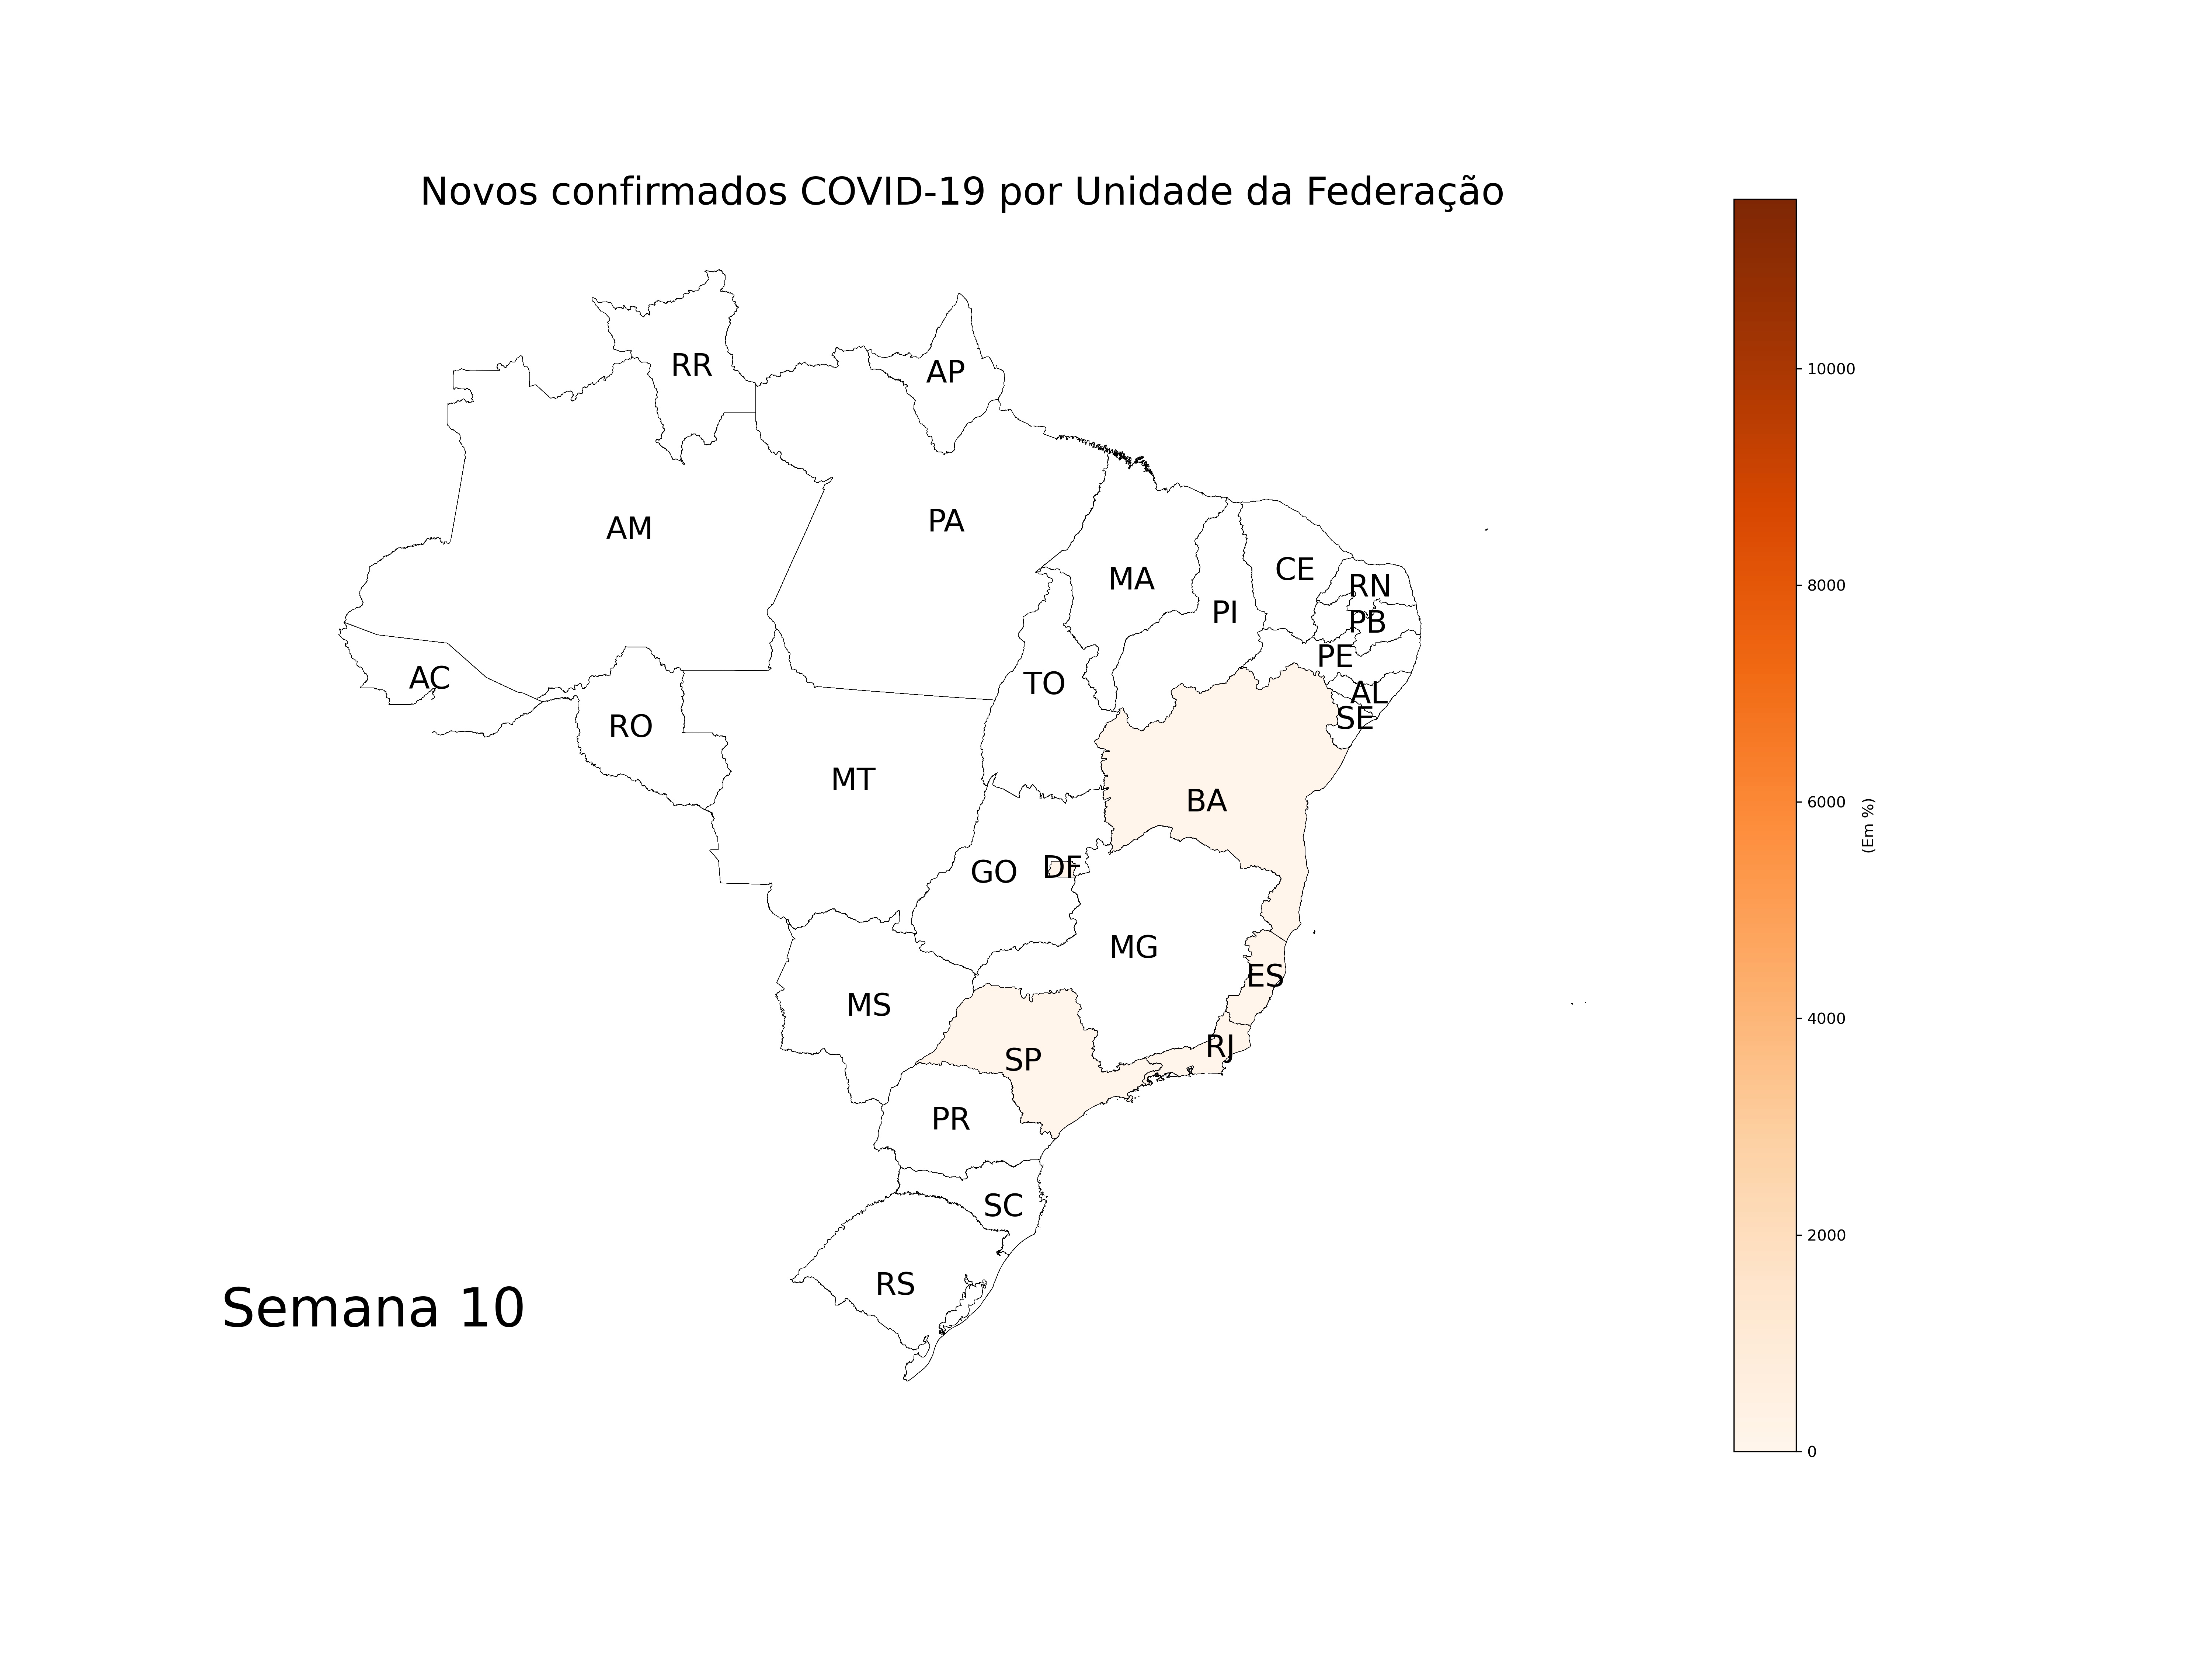 Novos confirmados COVID-19 por Unidade da Federação
RR
AP
AM
PA
MA
CE
RN
PI
PB
PE
AC
TO
AL
SE
RO
MT
BA
GO
DF
MG
ES
MS
RJ
SP
PR
SC
RS
Semana 10
10000
8000
6000
4000
2000
0
(Em %)